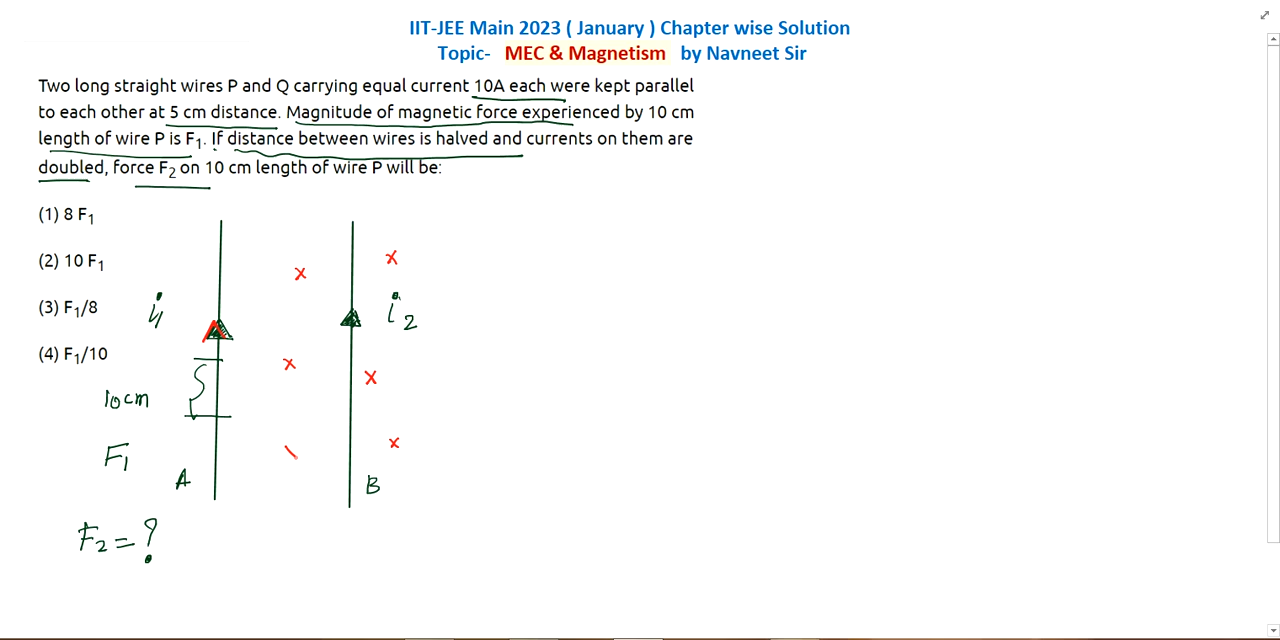 IIT-JEE Main 2023 ( January ) Chapter wise Solution
Topic- MEC & Magnetism by Navneet Sir
Two long straight wires P and Q carrying equal current 10A each were kept parallel
to each other at 5 cm distance. Magnitude of magnetic force experienced by 10 cm
length of wire P is F₁. If distance between wires is halved and currents on them are
doubled, force F₂ on 10 cm length of wire P will be:
(1) 8 F₁
(2) 10 F₁
(3) F₁/8
(4) F₁/10
i₁
i₂
10cm
F₁
A
B
F₂ = ?